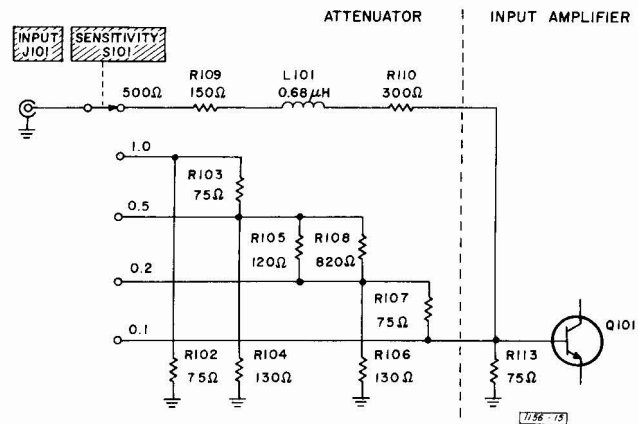 ATTENUATOR
INPUT AMPLIFIER
INPUT
J101
SENSITIVITY
S101
500Ω
R109
150Ω
L101
0.68μH
R110
300Ω
1.0
R103
75Ω
0.5
R105
120Ω
R108
820Ω
0.2
R107
75Ω
0.1
Q101
R102
75Ω
R104
130Ω
R106
130Ω
R113
75Ω
1156-15